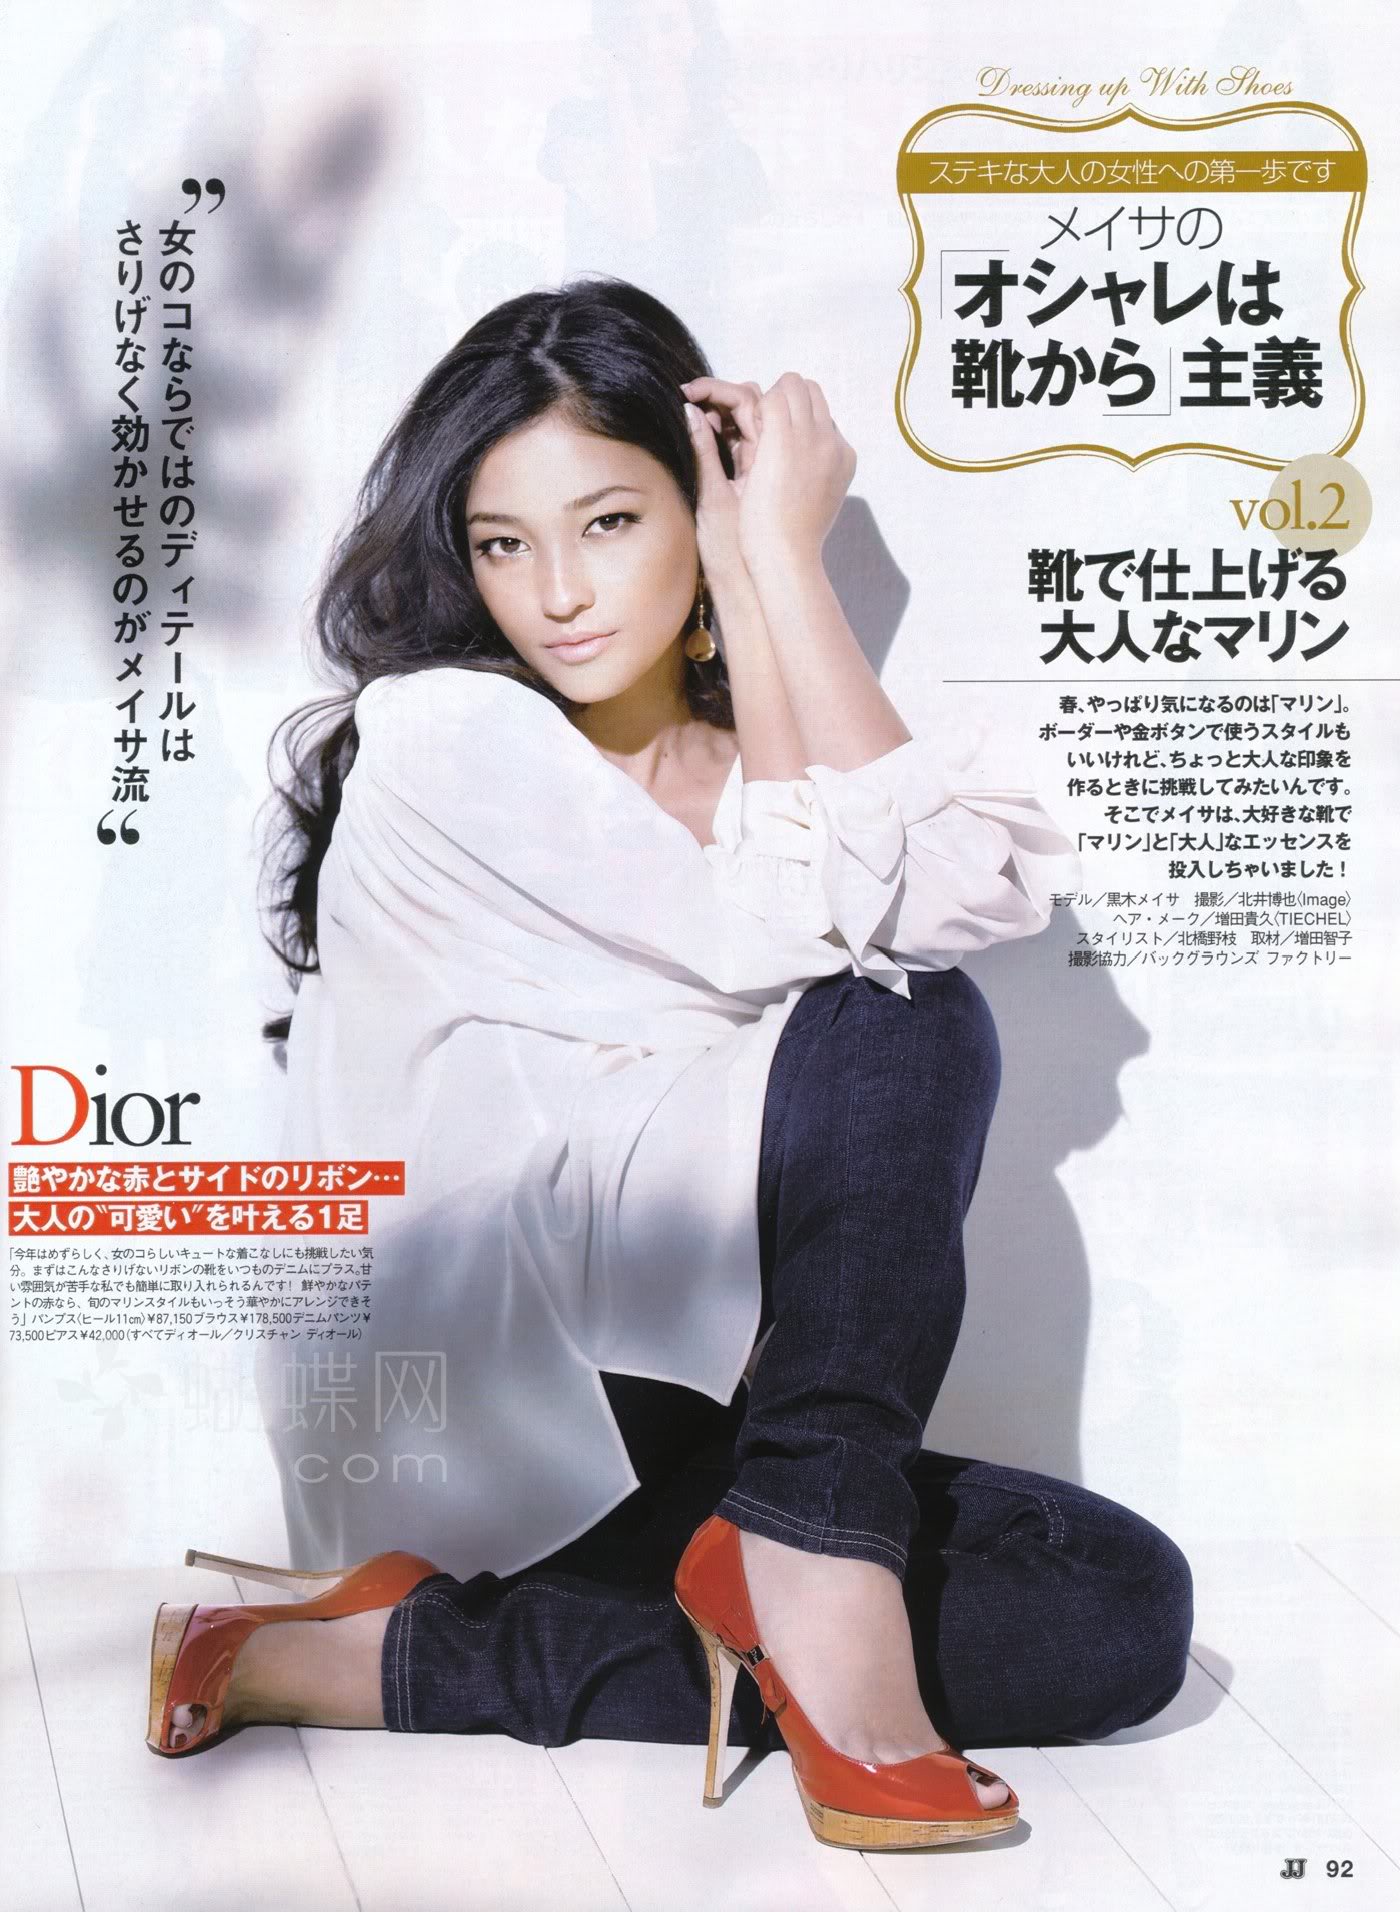 Dressing up With Shoes
ステキな大人の女性への第一歩です
メイサの
「オシャレは
靴から」主義
vol.2
靴で仕上げる
大人なマリン
春、やっぱり気になるのは「マリン」。
ボーダーや金ボタンで使うスタイルも
いいけれど、ちょっと大人な印象を
作るときに挑戦してみたいんです。
そこでメイサは、大好きな靴で
「マリン」と「大人」なエッセンスを
投入しちゃいました!
モデル/黒木メイサ 撮影/北井博也〈Image〉
ヘア・メーク/増田貴久〈TIECHEL〉
スタイリスト/北橋野枝 取材/増田智子
撮影協力/バックグラウンズ ファクトリー
”女のコならではのディテールは
さりげなく効かせるのがメイサ流“
Dior
艶やかな赤とサイドのリボン…
大人の"可愛い"を叶える1足
「今年はめずらしく、女のコらしいキュートな着こなしにも挑戦したい気
分。まずはこんなさりげないリボンの靴をいつものデニムにプラス。甘
い雰囲気が苦手な私でも簡単に取り入れられるんです! 鮮やかなパテ
ントの赤なら、旬のマリンスタイルもいっそう華やかにアレンジできそ
う」パンプス〈ヒール11cm〉¥87,150ブラウス¥178,500デニムパンツ¥
73,500ピアス¥42,000(すべてディオール/クリスチャン ディオール)
蝴蝶网
.com
JJ 92